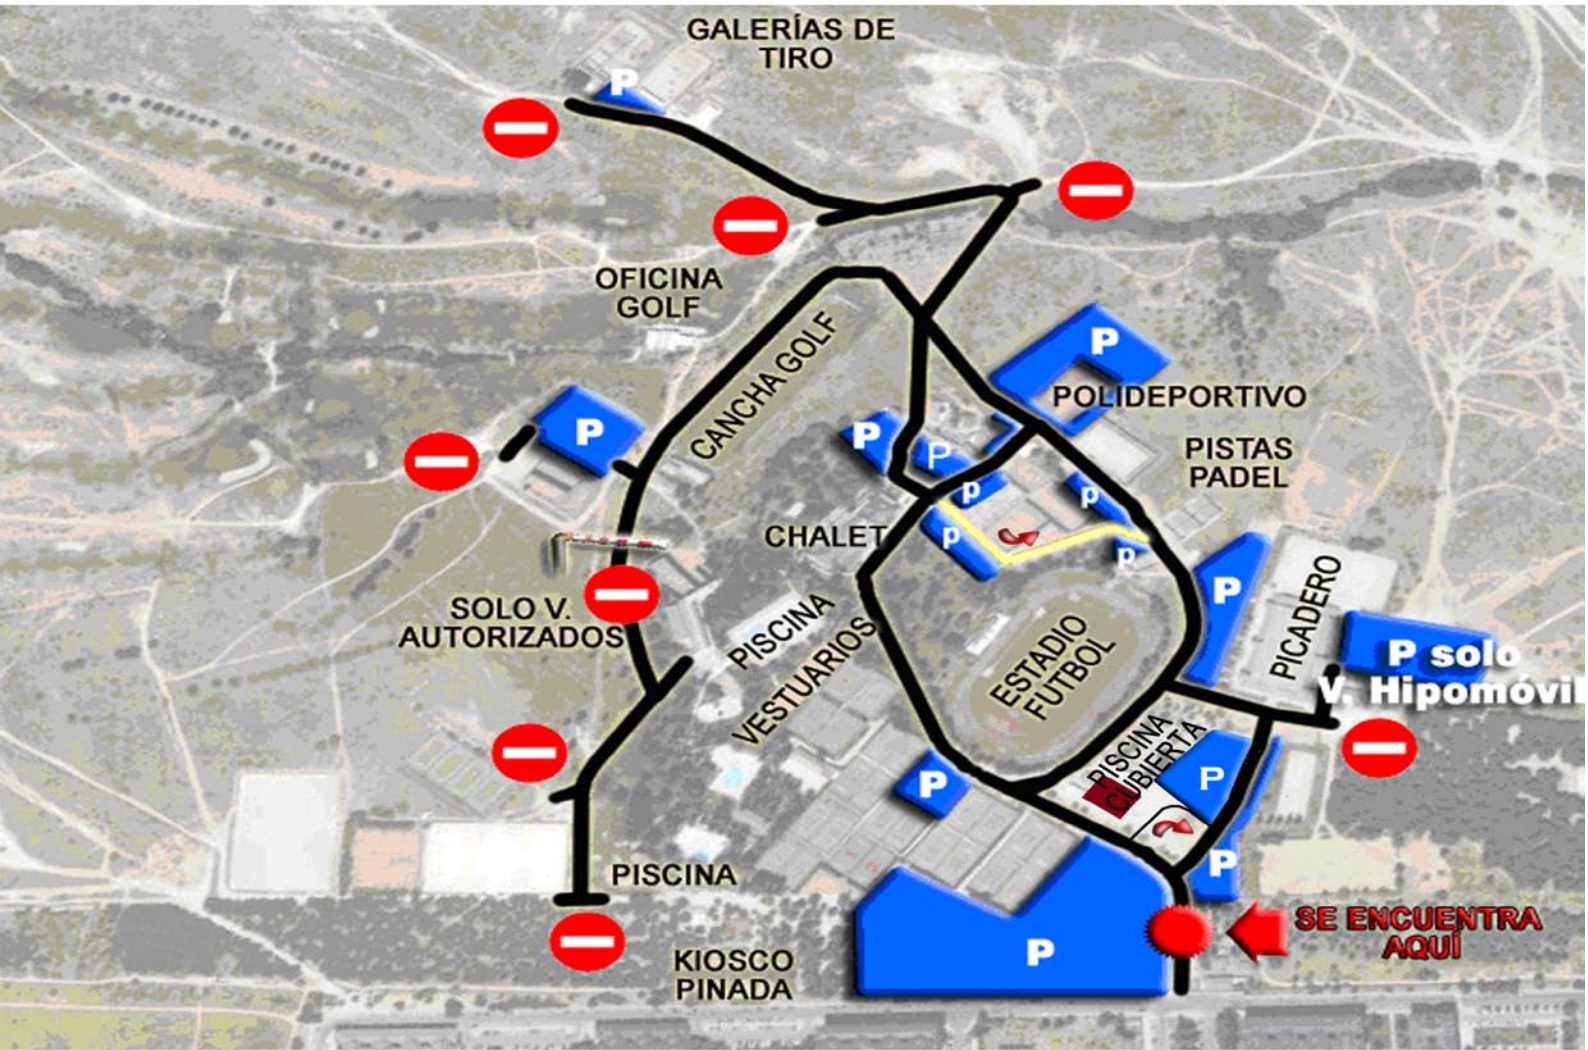 GALERÍAS DE
TIRO
P
OFICINA
GOLF
CANCHA GOLF
P
POLIDEPORTIVO
P
P
P
PISTAS
PADEL
p
p
CHALET
p
p
SOLO V.
AUTORIZADOS
PISCINA
VESTUARIOS
ESTADIO
FUTBOL
P
PICADERO
P solo
V. Hipomóvil
PISCINA
CUBIERTA
P
P
P
PISCINA
SE ENCUENTRA
AQUÍ
KIOSCO
PINADA
P